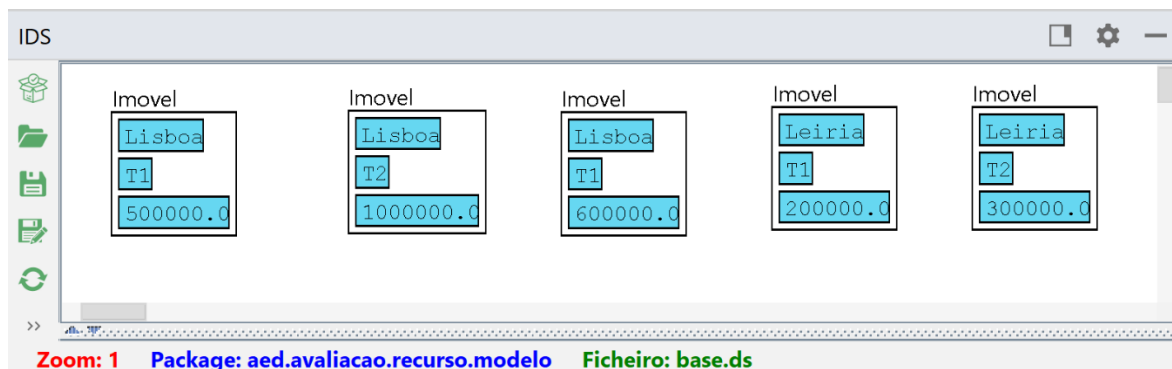 IDS
Imovel Imovel Imovel Imovel Imovel
Lisboa Lisboa Lisboa Leiria Leiria
T1 T2 T1 T1 T2
500000.0 1000000.0 600000.0 200000.0 300000.0
>>
Zoom: 1 Package: aed.avaliacao.recurso.modelo Ficheiro: base.ds